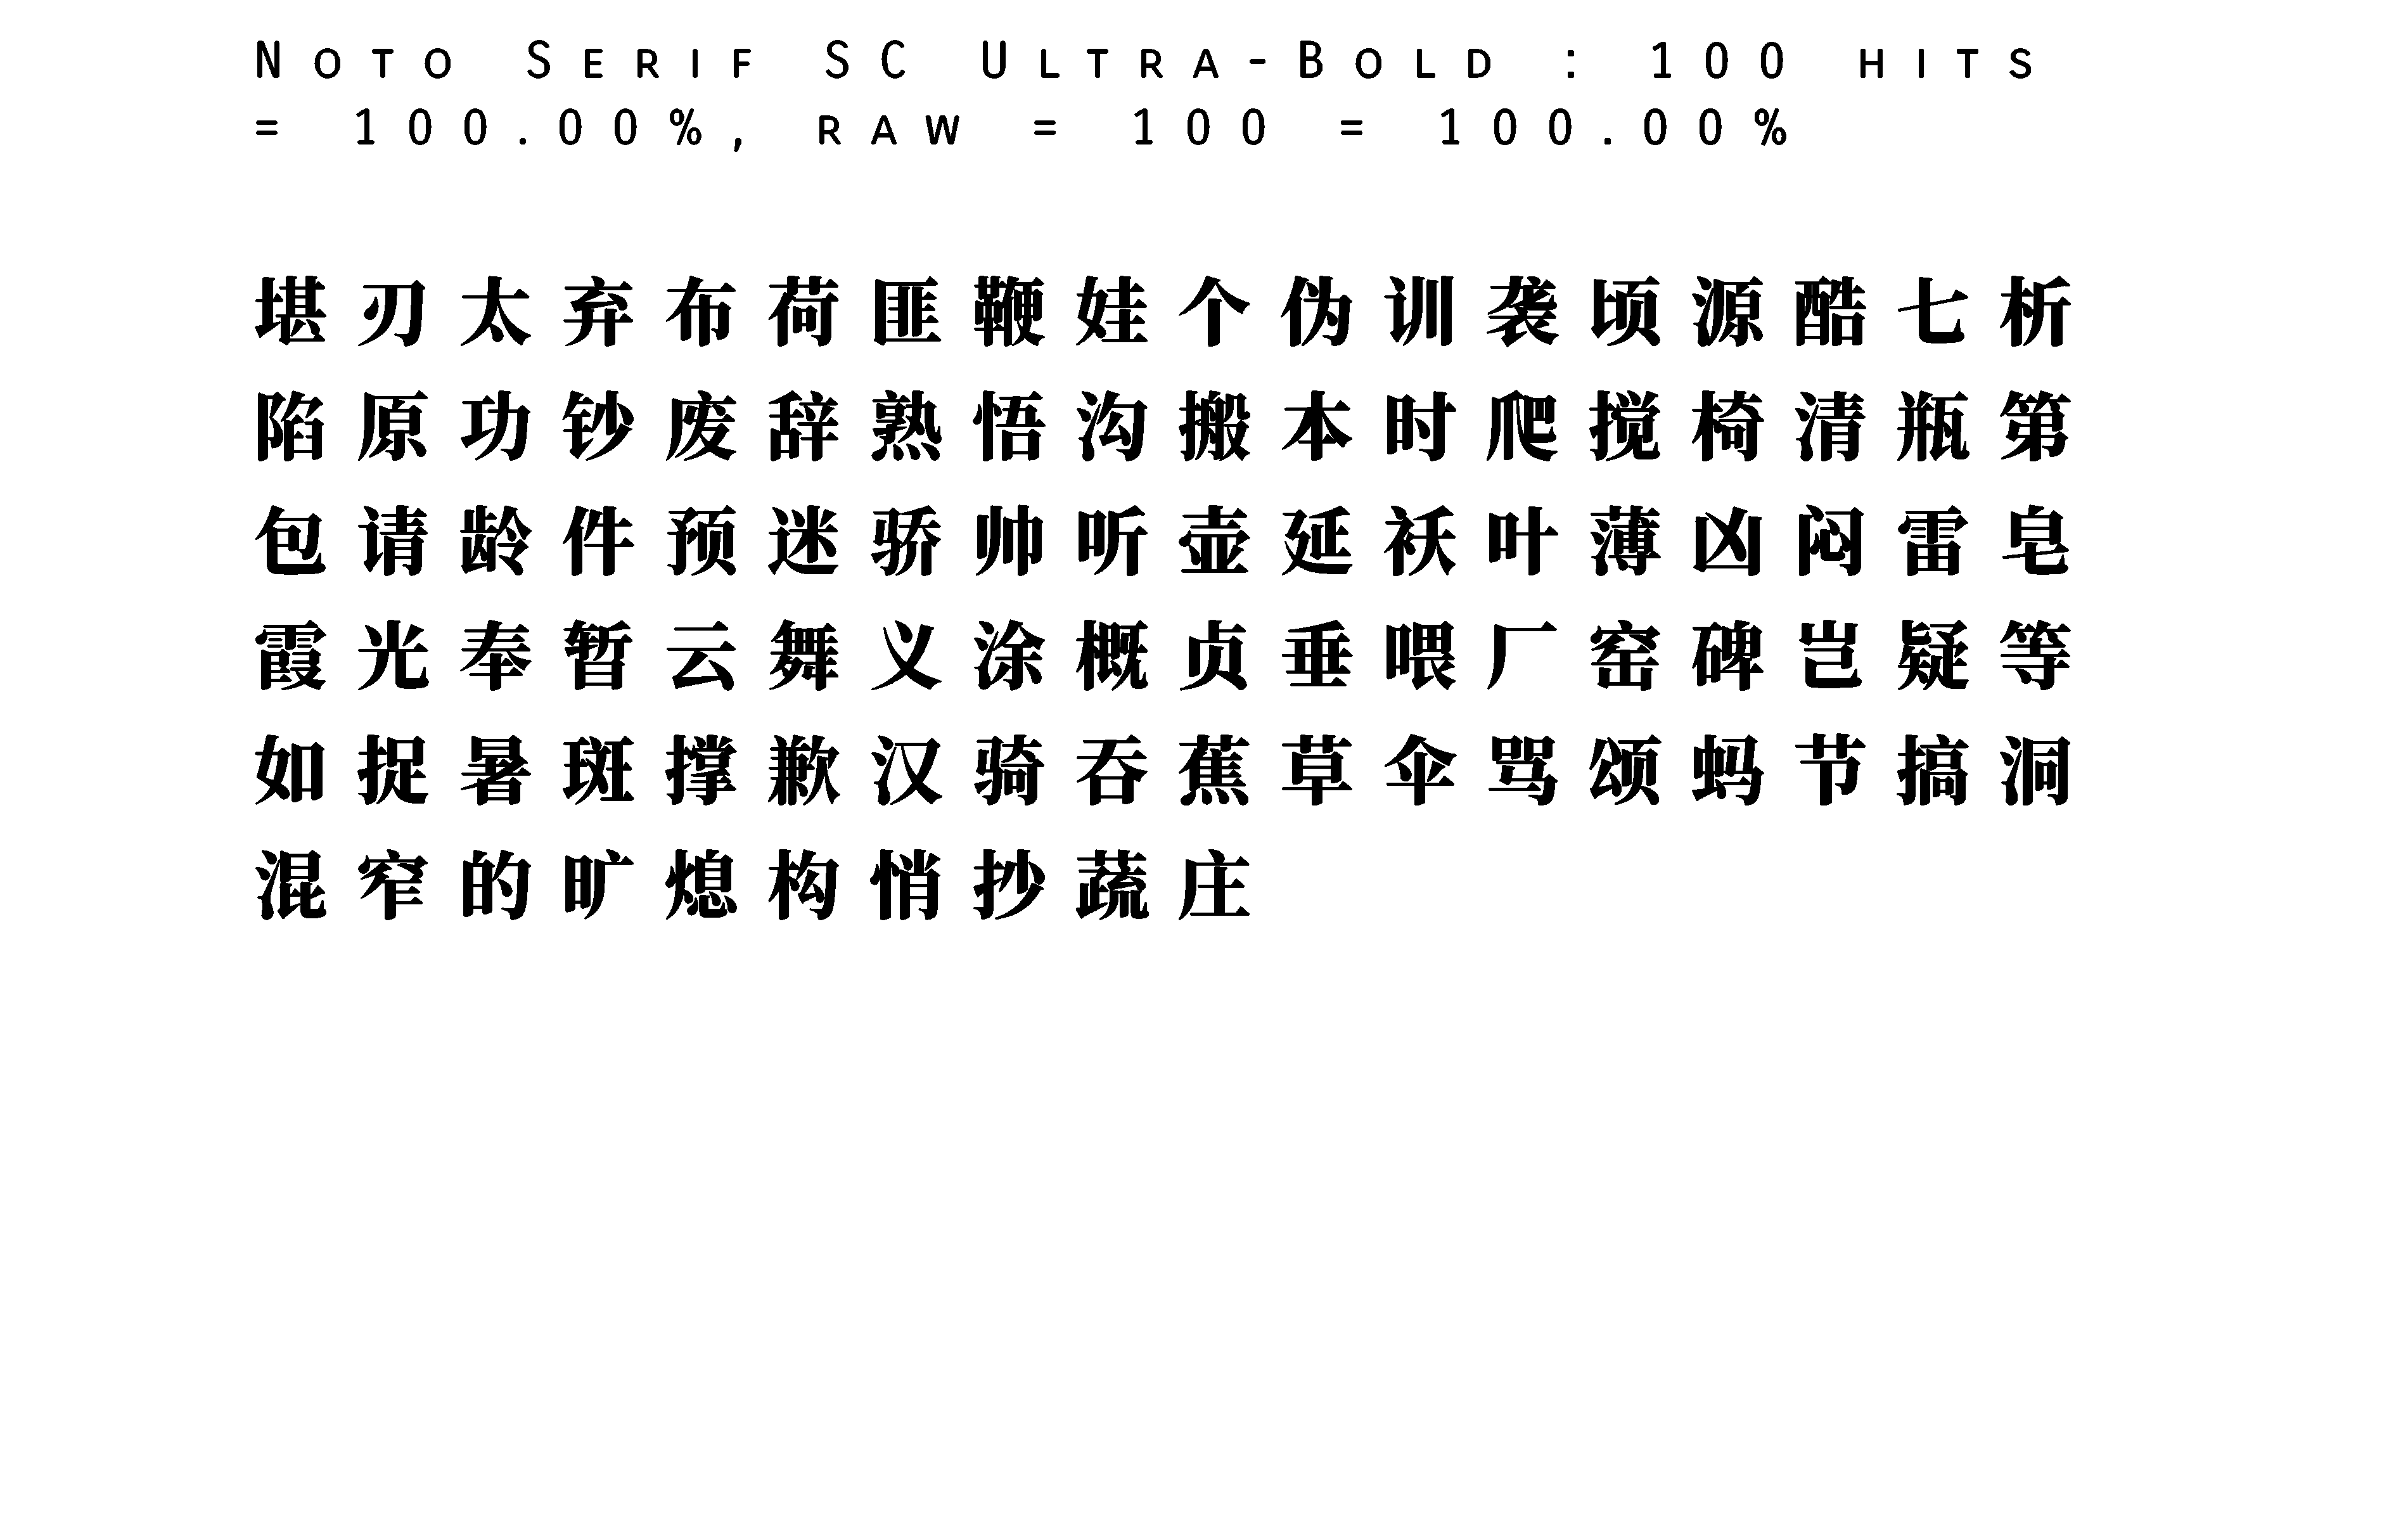 Noto Serif SC Ultra-Bold : 100 hits
= 100.00%, raw = 100 = 100.00%
堪刃太弃布荷匪鞭娃个伪训袭顷源酷七析
陷原功钞废辞熟悟沟搬本时爬搅椅清瓶第
包请龄件预迷骄帅听壶延袄叶薄凶闷雷皂
霞光奉暂云舞义涂概贞垂喂厂窑碑岂疑等
如捉暑斑撑歉汉骑吞蕉草伞骂颂蚂节搞洞
混窄的旷熄构悄抄蔬庄